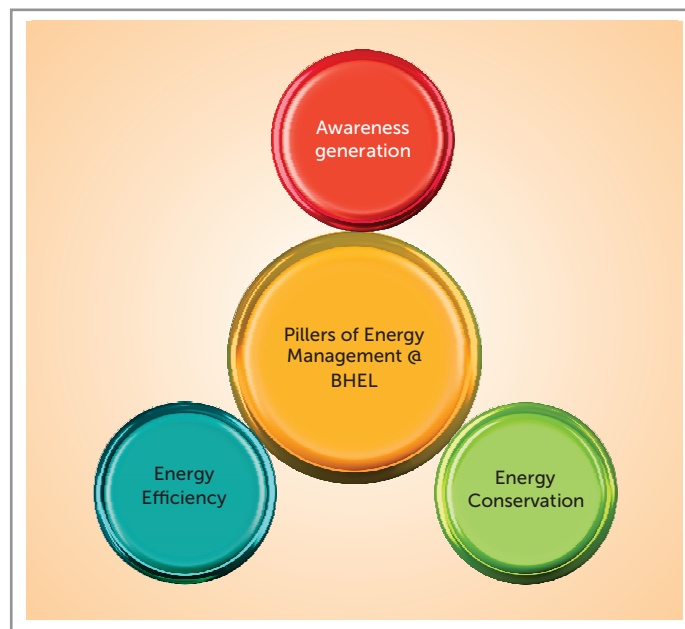 Awareness
generation
Pillers of Energy
Management @
BHEL
Energy
Efficiency
Energy
Conservation